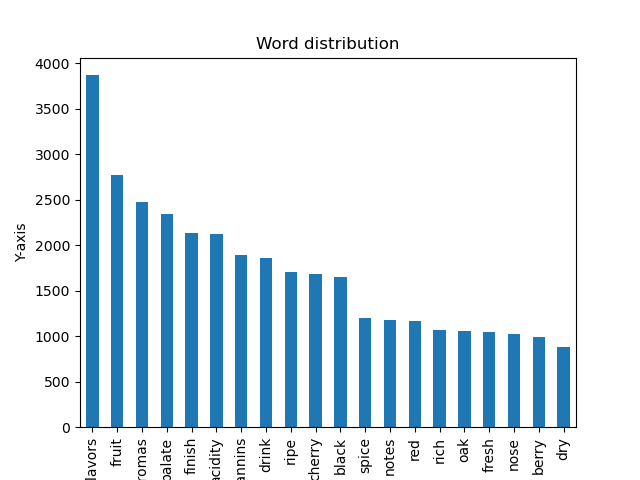 Word distribution
4000
3500
3000
2500
2000
1500
1000
500
0
Y-axis
lavors
fruit
romas
palate
finish
acidity
annins
drink
ripe
cherry
black
spice
notes
red
rich
oak
fresh
nose
berry
dry